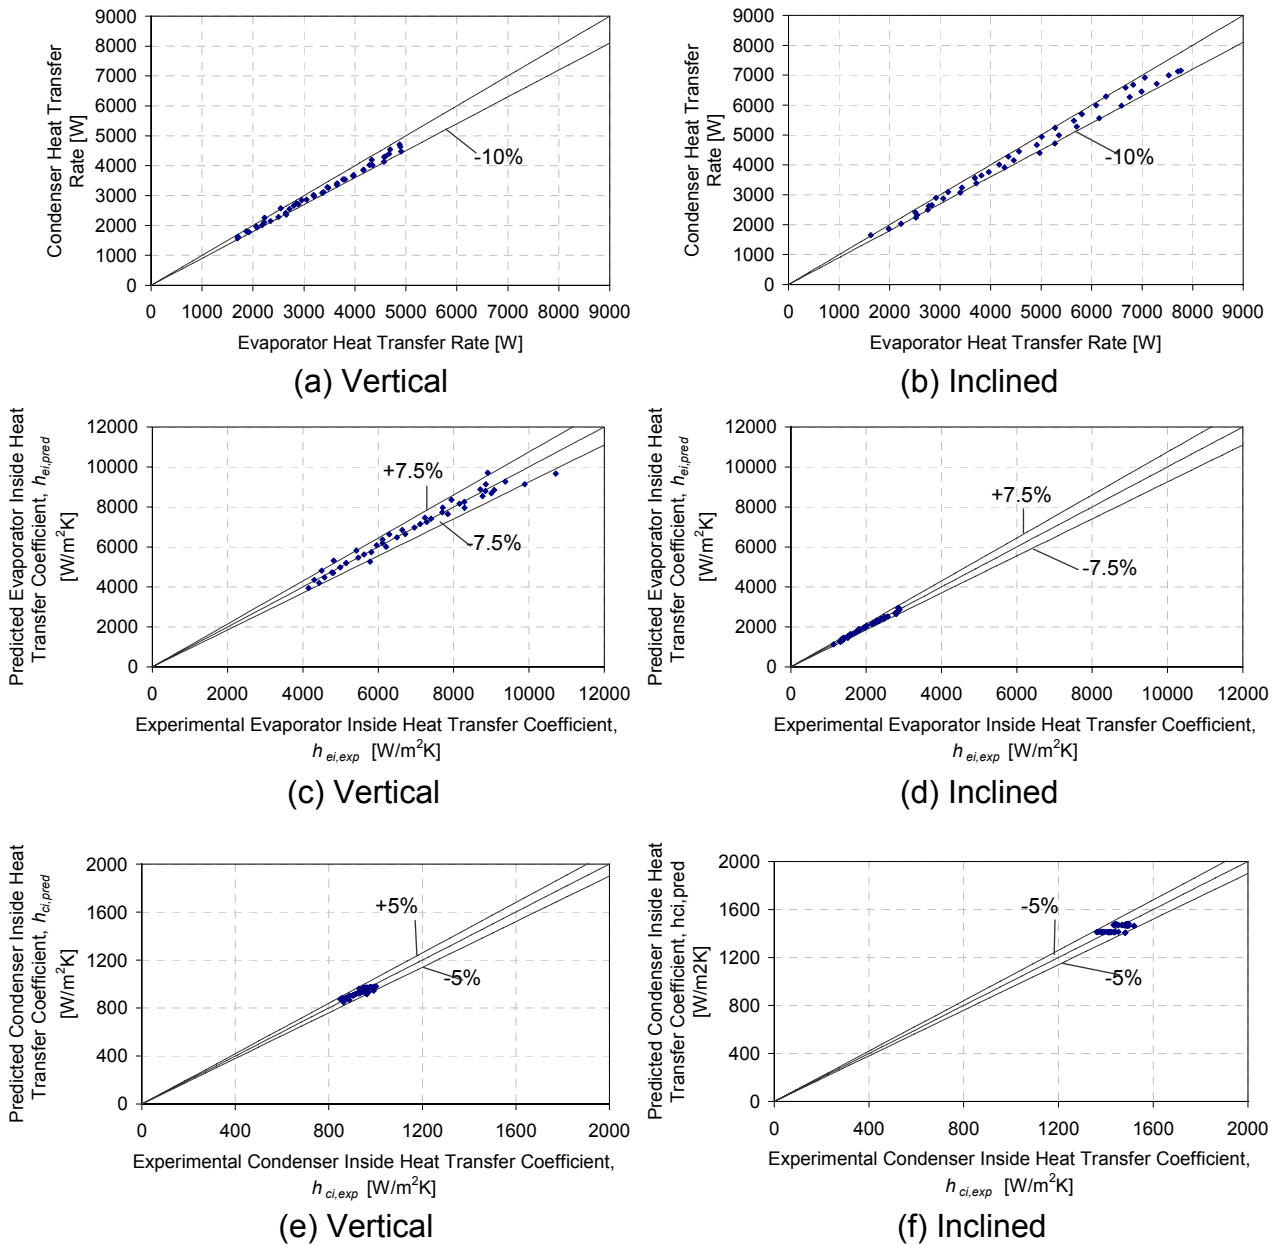 9000
8000
7000
6000
5000
4000
3000
2000
1000
0
Condenser Heat Transfer
Rate [W]
-10%
0 1000 2000 3000 4000 5000 6000 7000 8000 9000
Evaporator Heat Transfer Rate [W]
(a) Vertical
9000
8000
7000
6000
5000
4000
3000
2000
1000
0
Condenser Heat Transfer
Rate [W]
-10%
0 1000 2000 3000 4000 5000 6000 7000 8000 9000
Evaporator Heat Transfer Rate [W]
(b) Inclined
12000
10000
8000
6000
4000
2000
0
Predicted Evaporator Inside Heat
Transfer Coefficient, h ei,pred
[W/m²K]
+7.5%
-7.5%
0 2000 4000 6000 8000 10000 12000
Experimental Evaporator Inside Heat Transfer Coefficient,
h ei,exp [W/m²K]
(c) Vertical
12000
10000
8000
6000
4000
2000
0
Predicted Evaporator Inside Heat
Transfer Coefficient, h ei,pred
[W/m²K]
+7.5%
-7.5%
0 2000 4000 6000 8000 10000 12000
Experimental Evaporator Inside Heat Transfer Coefficient,
h ei,exp [W/m²K]
(d) Inclined
2000
1600
1200
800
400
0
Predicted Condenser Inside Heat
Transfer Coefficient, h ci,pred
[W/m²K]
+5%
-5%
0 400 800 1200 1600 2000
Experimental Condenser Inside Heat Transfer Coefficient,
h ci,exp [W/m²K]
(e) Vertical
2000
1600
1200
800
400
0
Predicted Condenser Inside Heat
Transfer Coefficient, hci,pred
[W/m2K]
-5%
-5%
0 400 800 1200 1600 2000
Experimental Condenser Inside Heat Transfer Coefficient,
h ci,exp [W/m²K]
(f) Inclined